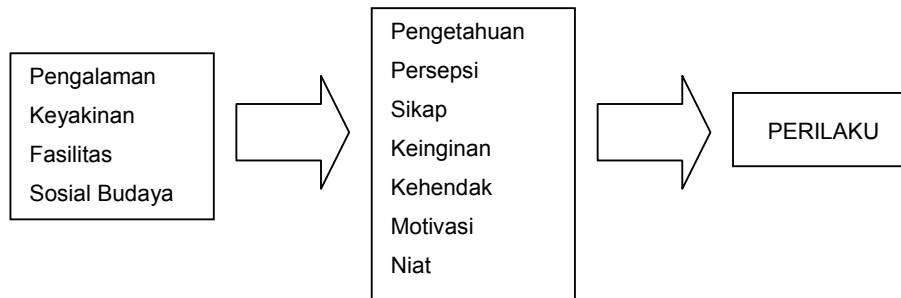 Pengalaman
Keyakinan
Fasilitas
Sosial Budaya
Pengetahuan
Persepsi
Sikap
Keinginan
Kehendak
Motivasi
Niat
PERILAKU